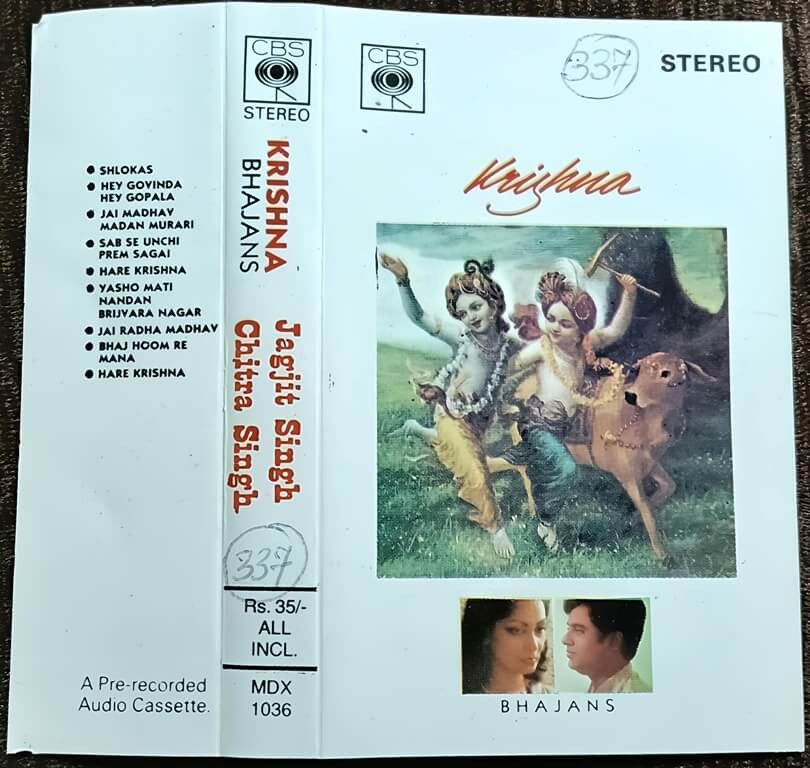 SHLOKAS
HEY GOVINDA
HEY GOPALA
JAI MADHAV
MADAN MURARI
SAB SE UNCHI
PREM SAGAI
HARE KRISHNA
YASHO MATI
NANDAN
BRIJVARA NAGAR
JAI RADHA MADHAV
BHAJ HOOM RE
MANA
HARE KRISHNA
A Pre-recorded
Audio Cassette.
CBS
STEREO
KRISHNA
BHAJANS
Jagjit Singh
Chitra Singh
337
Rs. 35/-
ALL
INCL.
MDX
1036
CBS
337
STEREO
Krishna
BHAJANS